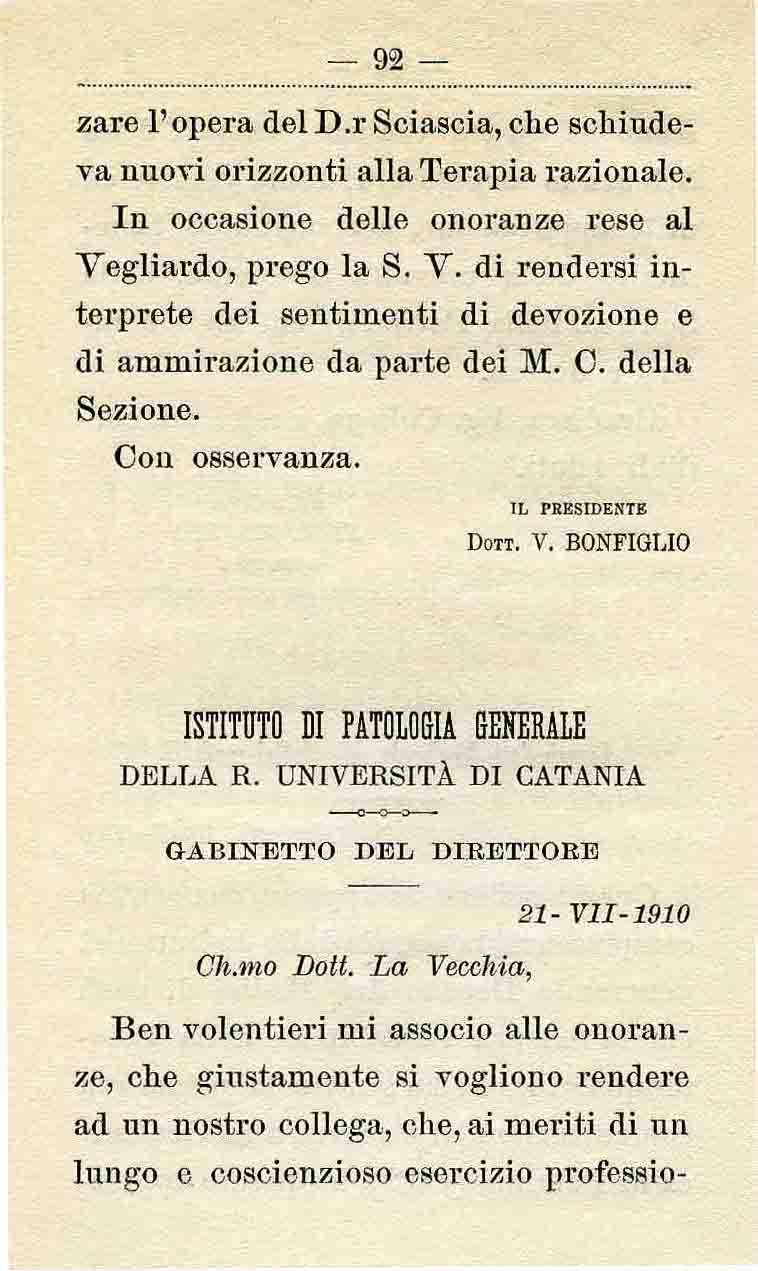 — 92 —
zare l'opera del D.r Sciascia, che schiude-
va nuovi orizzonti alla Terapia razionale.
In occasione delle onoranze rese al
Vegliardo, prego la S. V. di rendersi in-
terprete dei sentimenti di devozione e
di ammirazione da parte dei M. C. della
Sezione.
Con osservanza.
IL PRESIDENTE
DOTT. V. BONFIGLIO
ISTITUTO DI PATOLOGIA GENERALE
DELLA R. UNIVERSITÀ DI CATANIA
GABINETTO DEL DIRETTORE
21-VII-1910
Ch.mo Dott. La Vecchia,
Ben volentieri mi associo alle onoran-
ze, che giustamente si vogliono rendere
ad un nostro collega, che, ai meriti di un
lungo e coscienzioso esercizio professio-